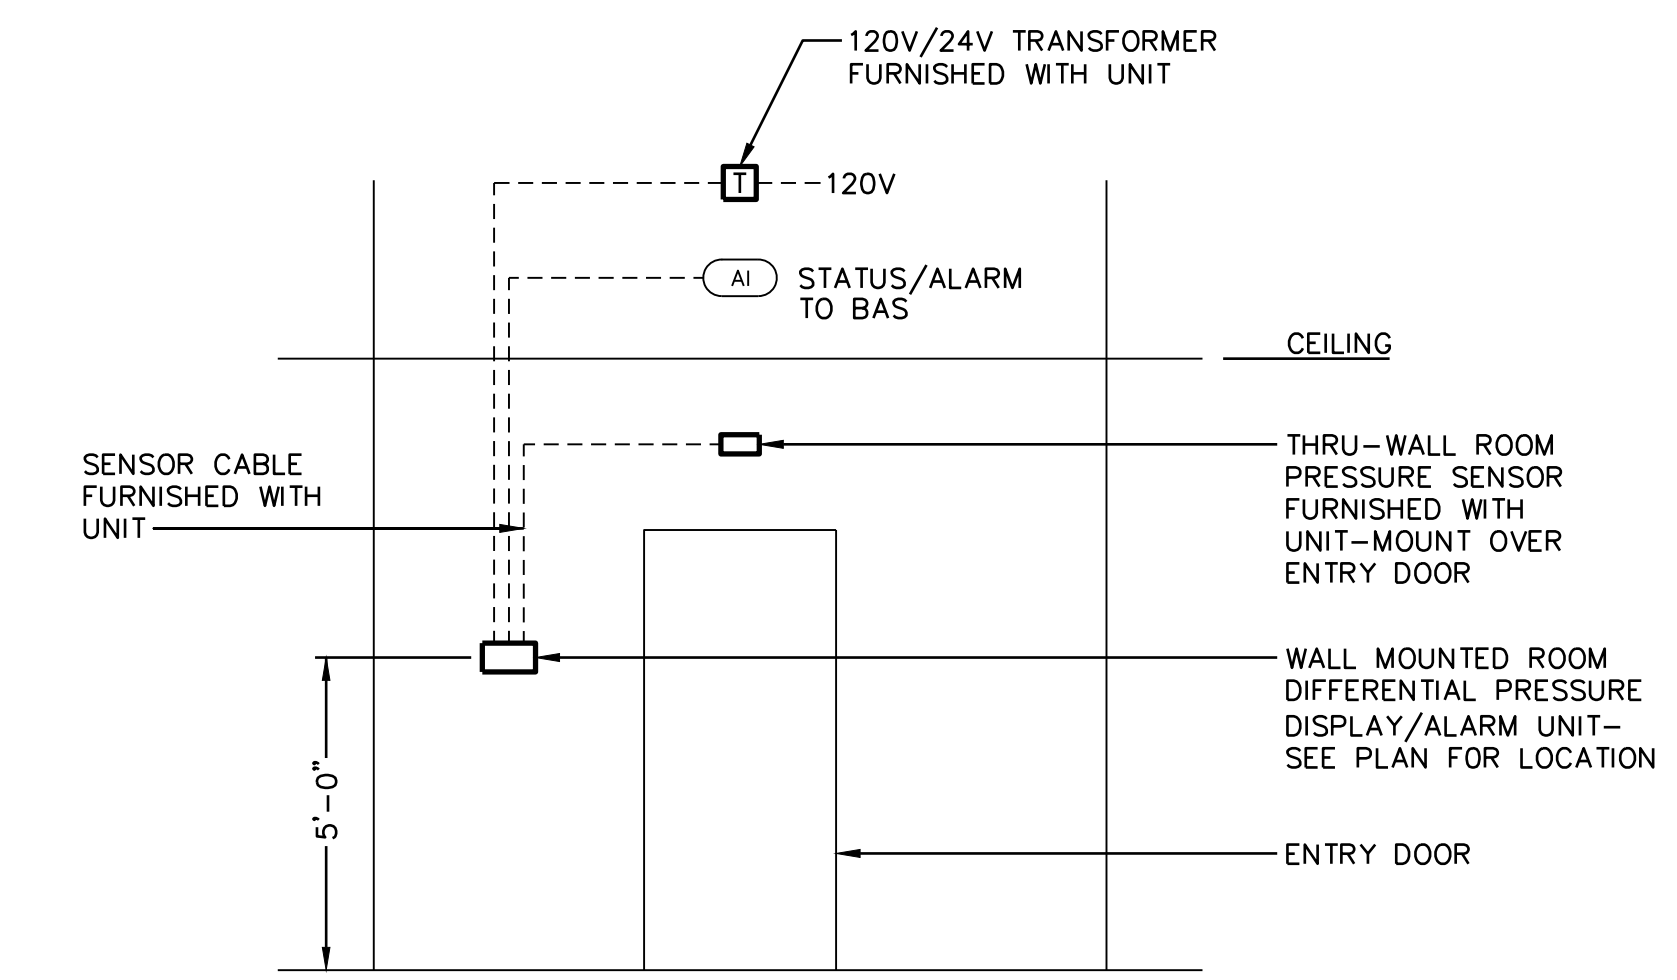 120V/24V TRANSFORMER
FURNISHED WITH UNIT
T
120V
AI
STATUS/ALARM
TO BAS
CEILING
SENSOR CABLE
FURNISHED WITH
UNIT
THRU-WALL ROOM
PRESSURE SENSOR
FURNISHED WITH
UNIT-MOUNT OVER
ENTRY DOOR
WALL MOUNTED ROOM
DIFFERENTIAL PRESSURE
DISPLAY/ALARM UNIT-
SEE PLAN FOR LOCATION
5'-0"
ENTRY DOOR